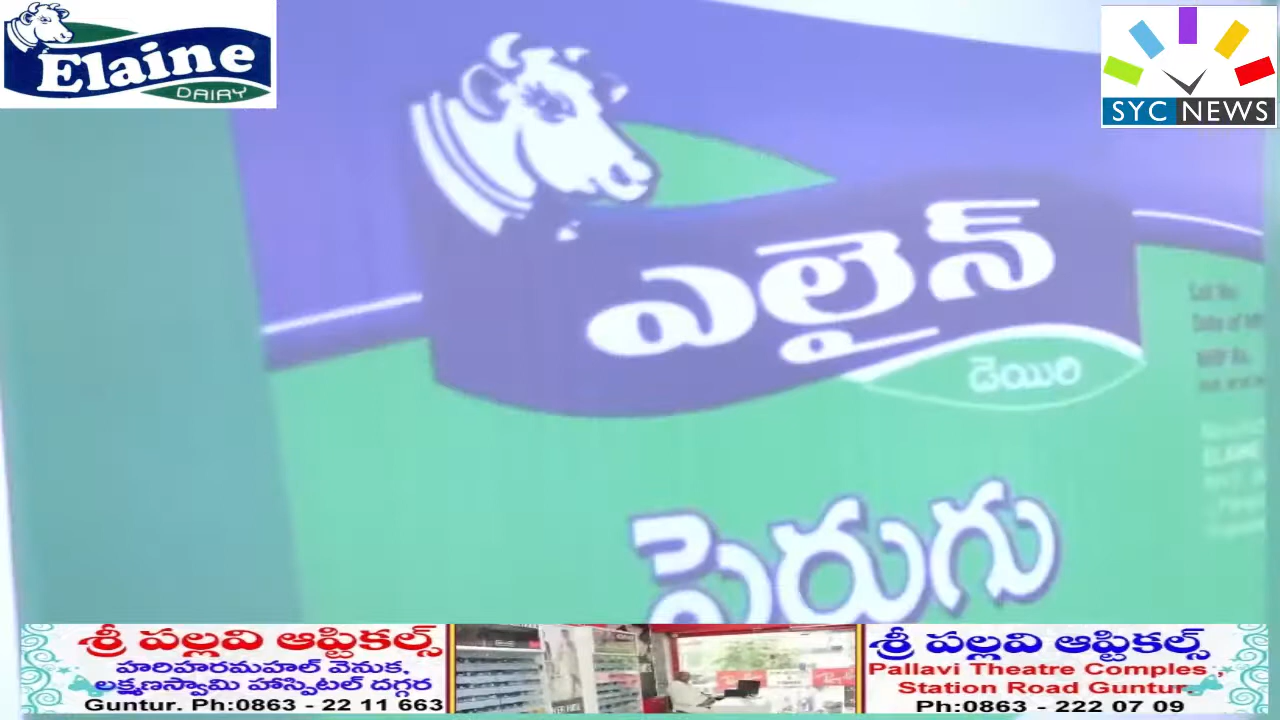 Elaine
DAIRY
SYC NEWS
ఎలైన్
డెయిరీ
పెరుగు
శ్రీ పల్లవి ఆప్టికల్స్
హరిహరమహల్ వెనుక,
లక్ష్మణస్వామి హాస్పిటల్ దగ్గర
Guntur. Ph:0863 - 22 11 663
శ్రీ పల్లవి ఆప్టికల్స్
Pallavi Theatre Comples ,
Station Road Guntur.
Ph:0863 - 222 07 09